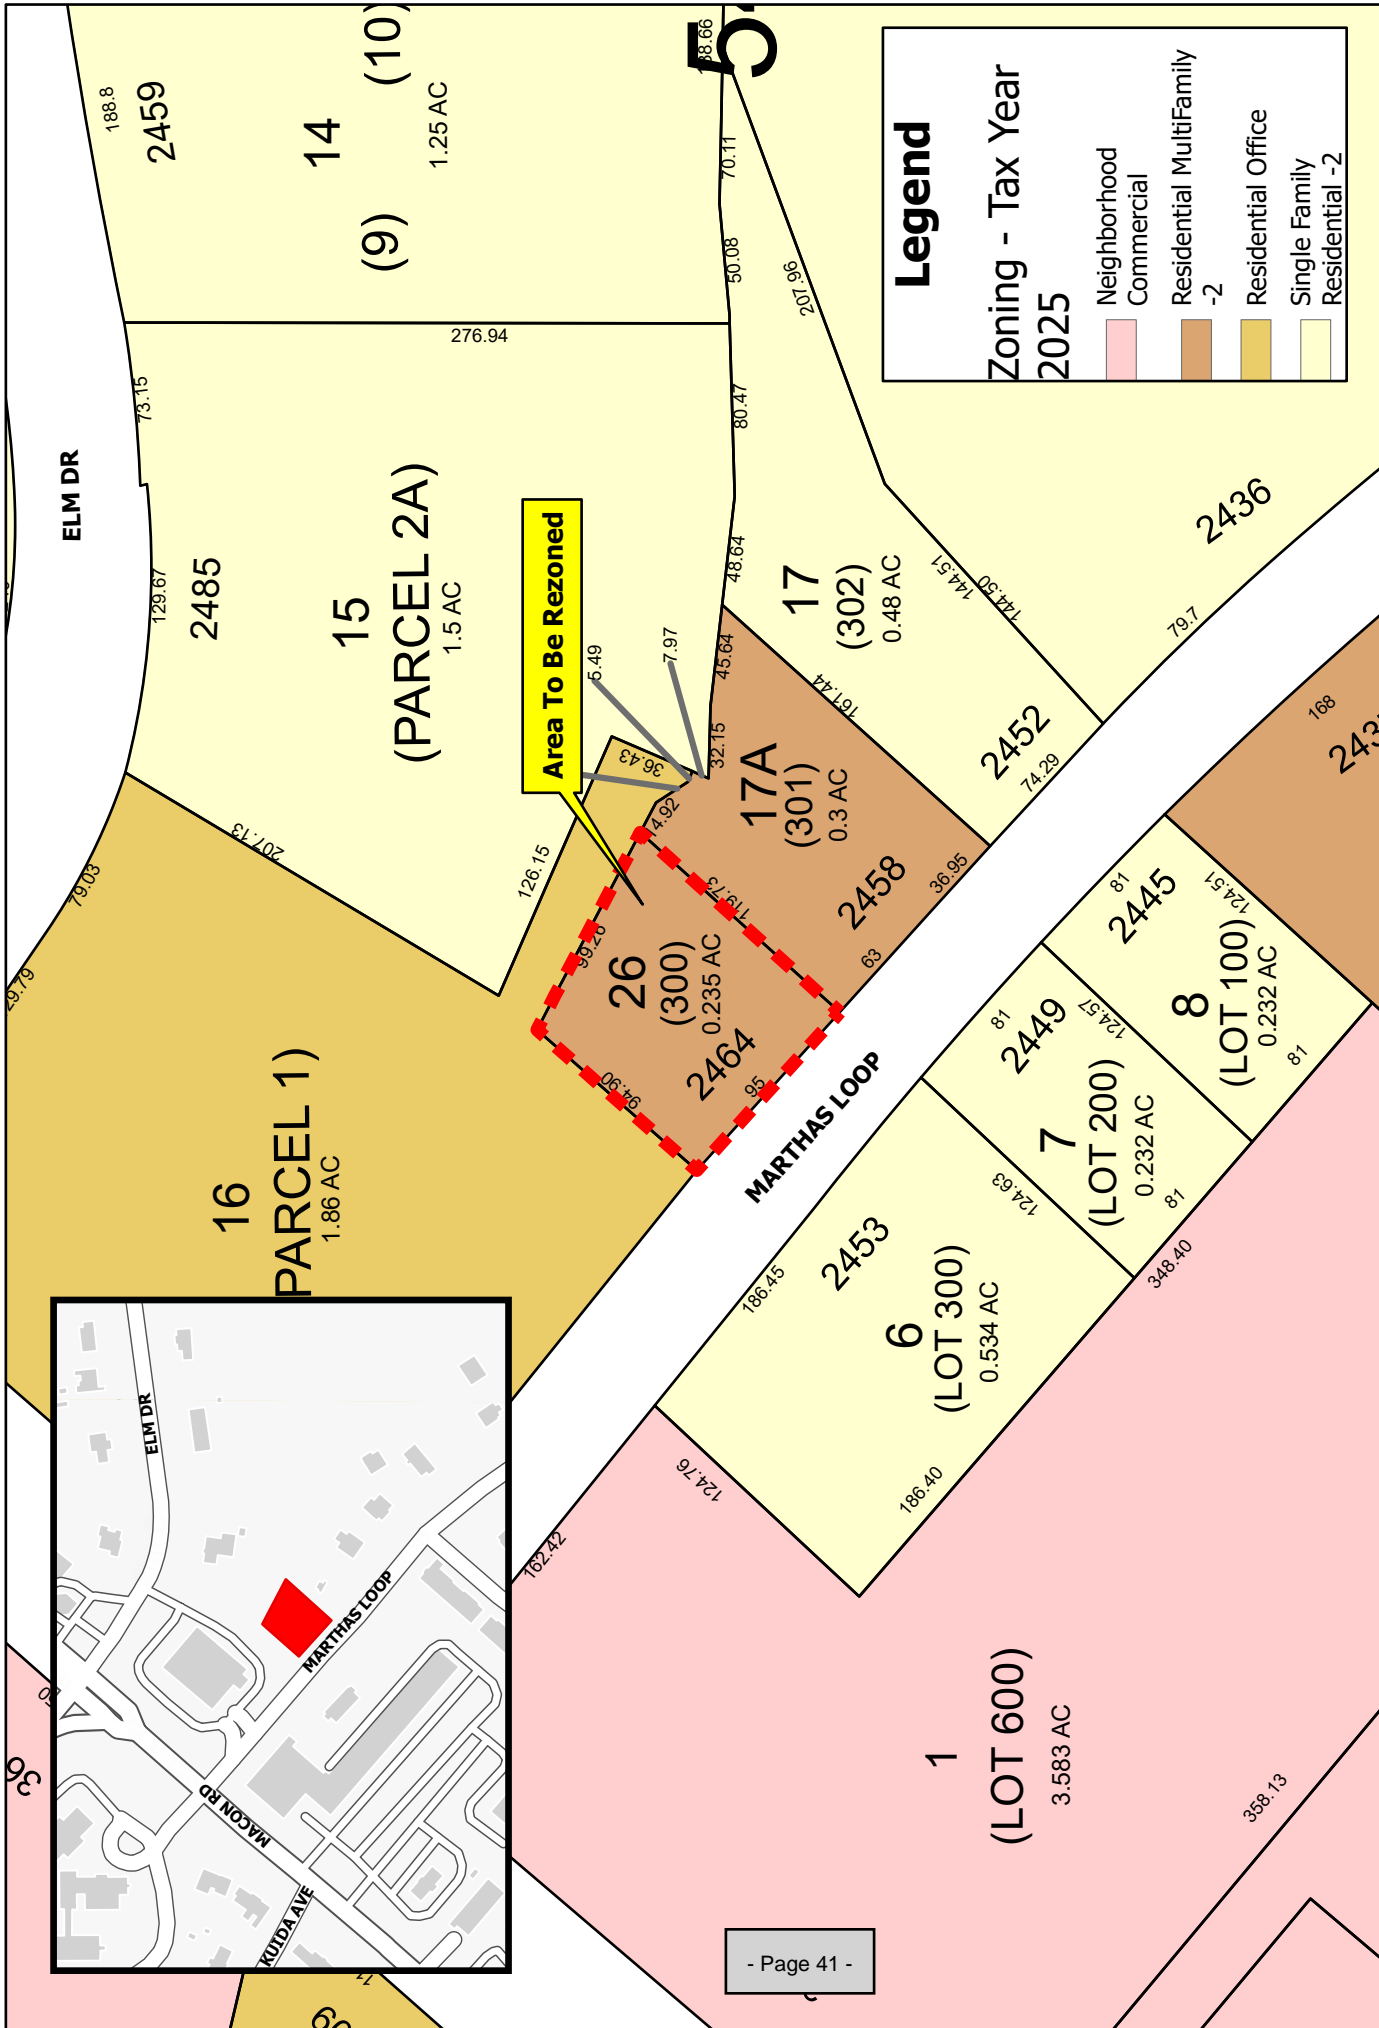 Legend
Zoning - Tax Year
2025
Neighborhood
Commercial
Residential MultiFamily
-2
Residential Office
Single Family
Residential -2
ELM DR
188.8
2459
14
(9)
(10)
1.25 AC
70.11
50.08
207.96
276.94
73.15
129.67
2485
15
(PARCEL 2A)
1.5 AC
80.47
48.64
Area To Be Rezoned
5.49
7.97
45.64
32.15
36.43
14.92
126.15
207.13
79.03
29.79
17
(302)
0.48 AC
144.51
144.50
2436
79.7
161.44
2452
74.29
17A
(301)
0.3 AC
2458
36.95
63
119.73
99.26
26
(300)
0.235 AC
2464
94.90
95
MARTHAS LOOP
16
PARCEL 1)
1.86 AC
168
81
2445
124.51
8
(LOT 100)
0.232 AC
81
81
2449
124.57
7
(LOT 200)
0.232 AC
81
124.63
2453
186.45
6
(LOT 300)
0.534 AC
348.40
186.40
124.76
162.42
1
(LOT 600)
3.583 AC
358.13
36
ELM DR
MARTHAS LOOP
MACON RD
KUIDA AVE
- Page 41 -